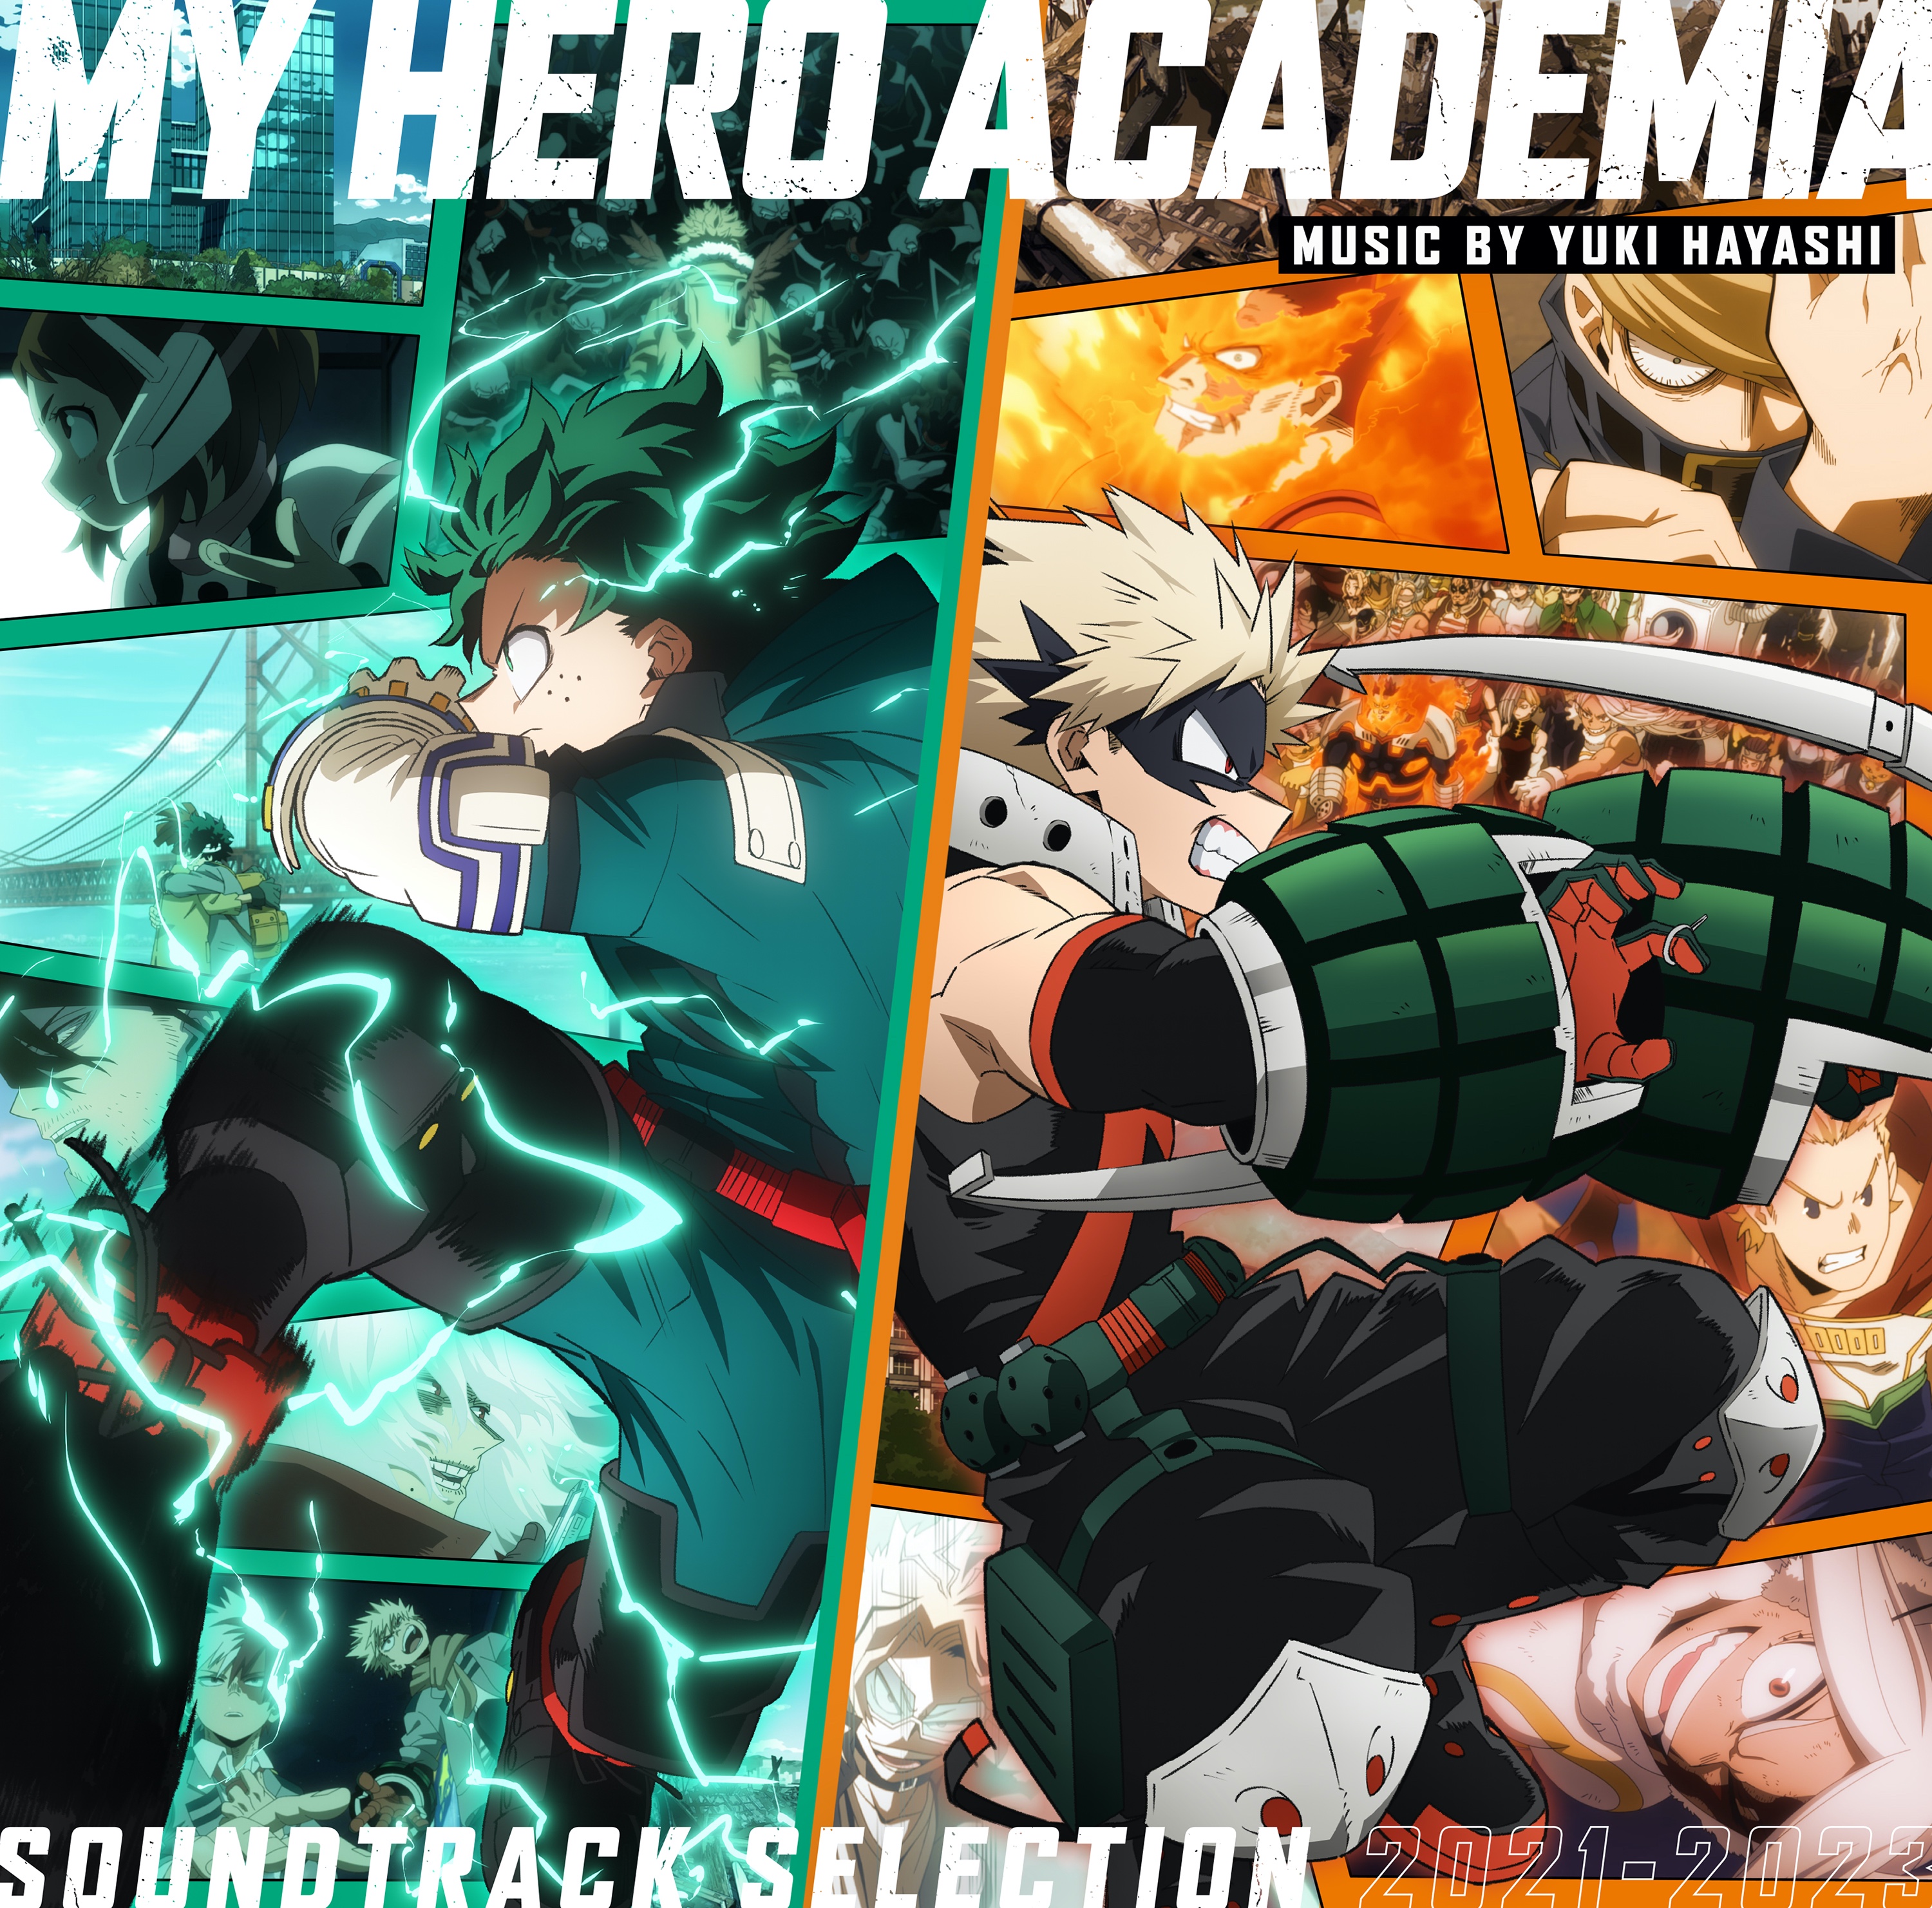 MY HERO ACADEMIA
MUSIC BY YUKI HAYASHI
SOUNDTRACK SELECTION 2021-2023